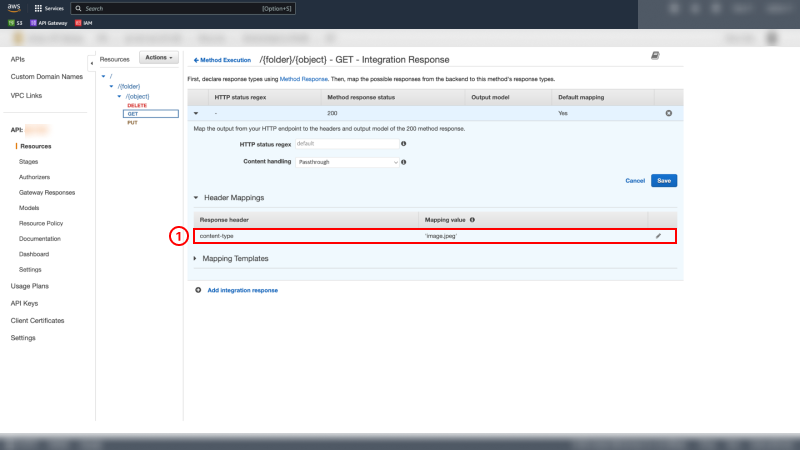 aws
Services
Search
[Option+S]
S3
API Gateway
IAM
APIs
Custom Domain Names
VPC Links
API:
Resources
Stages
Authorizers
Gateway Responses
Models
Resource Policy
Documentation
Dashboard
Settings
Usage Plans
API Keys
Client Certificates
Settings
Resources
Actions
/
/{folder}
/{object}
DELETE
GET
PUT
Method Execution /{folder}/{object} - GET - Integration Response
First, declare response types using Method Response. Then, map the possible responses from the backend to this method's response types.
HTTP status regex Method response status Output model Default mapping
- 200 Yes
Map the output from your HTTP endpoint to the headers and output model of the 200 method response.
HTTP status regex default
Content handling Passthrough
Cancel Save
Header Mappings
Response header Mapping value
1 content-type 'image.jpeg'
Mapping Templates
Add integration response